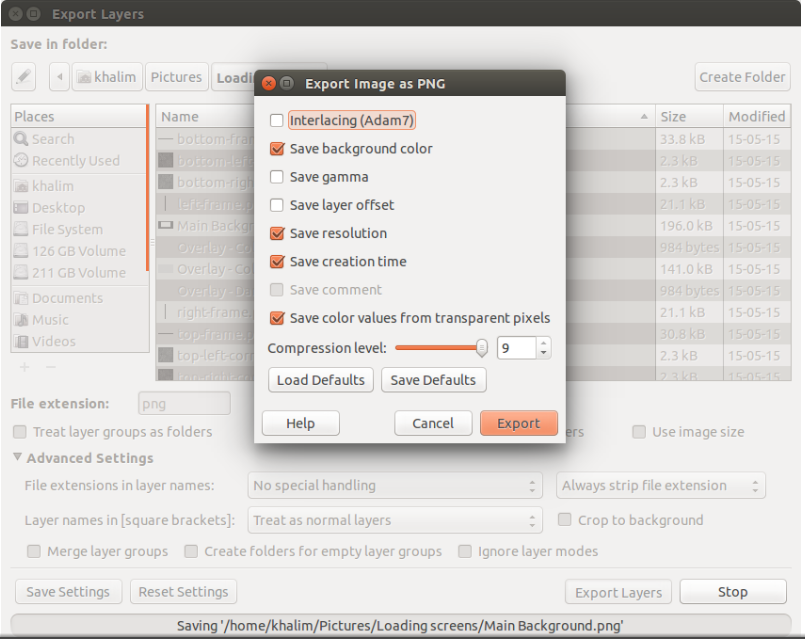 Export Layers
Save in folder:
khalim Pictures Loadi
Create Folder
Export Image as PNG
Interlacing (Adam7)
Save background color
Save gamma
Save layer offset
Save resolution
Save creation time
Save comment
Save color values from transparent pixels
Compression level: 9
Load Defaults Save Defaults
Help Cancel Export
Places
Search
Recently Used
khalim
Desktop
File System
126 GB Volume
211 GB Volume
Documents
Music
Videos
Name Size Modified
bottom-fran 33.8 kB 15-05-15
bottom-left 2.3 kB 15-05-15
bottom-righ 2.3 kB 15-05-15
left-frame.p 21.1 kB 15-05-15
Main Backgr 196.0 kB 15-05-15
Overlay - Co 984 bytes 15-05-15
Overlay - Col 141.0 kB 15-05-15
Overlay - De 984 bytes 15-05-15
right-frame. 21.1 kB 15-05-15
top-frame.p 30.8 kB 15-05-15
top-left-corn 2.3 kB 15-05-15
top-right-co 2.3 kB 15-05-15
File extension: png
Treat layer groups as folders ers Use image size
Advanced Settings
File extensions in layer names: No special handling Always strip file extension
Layer names in [square brackets]: Treat as normal layers Crop to background
Merge layer groups Create folders for empty layer groups Ignore layer modes
Save Settings Reset Settings Export Layers Stop
Saving '/home/khalim/Pictures/Loading screens/Main Background.png'